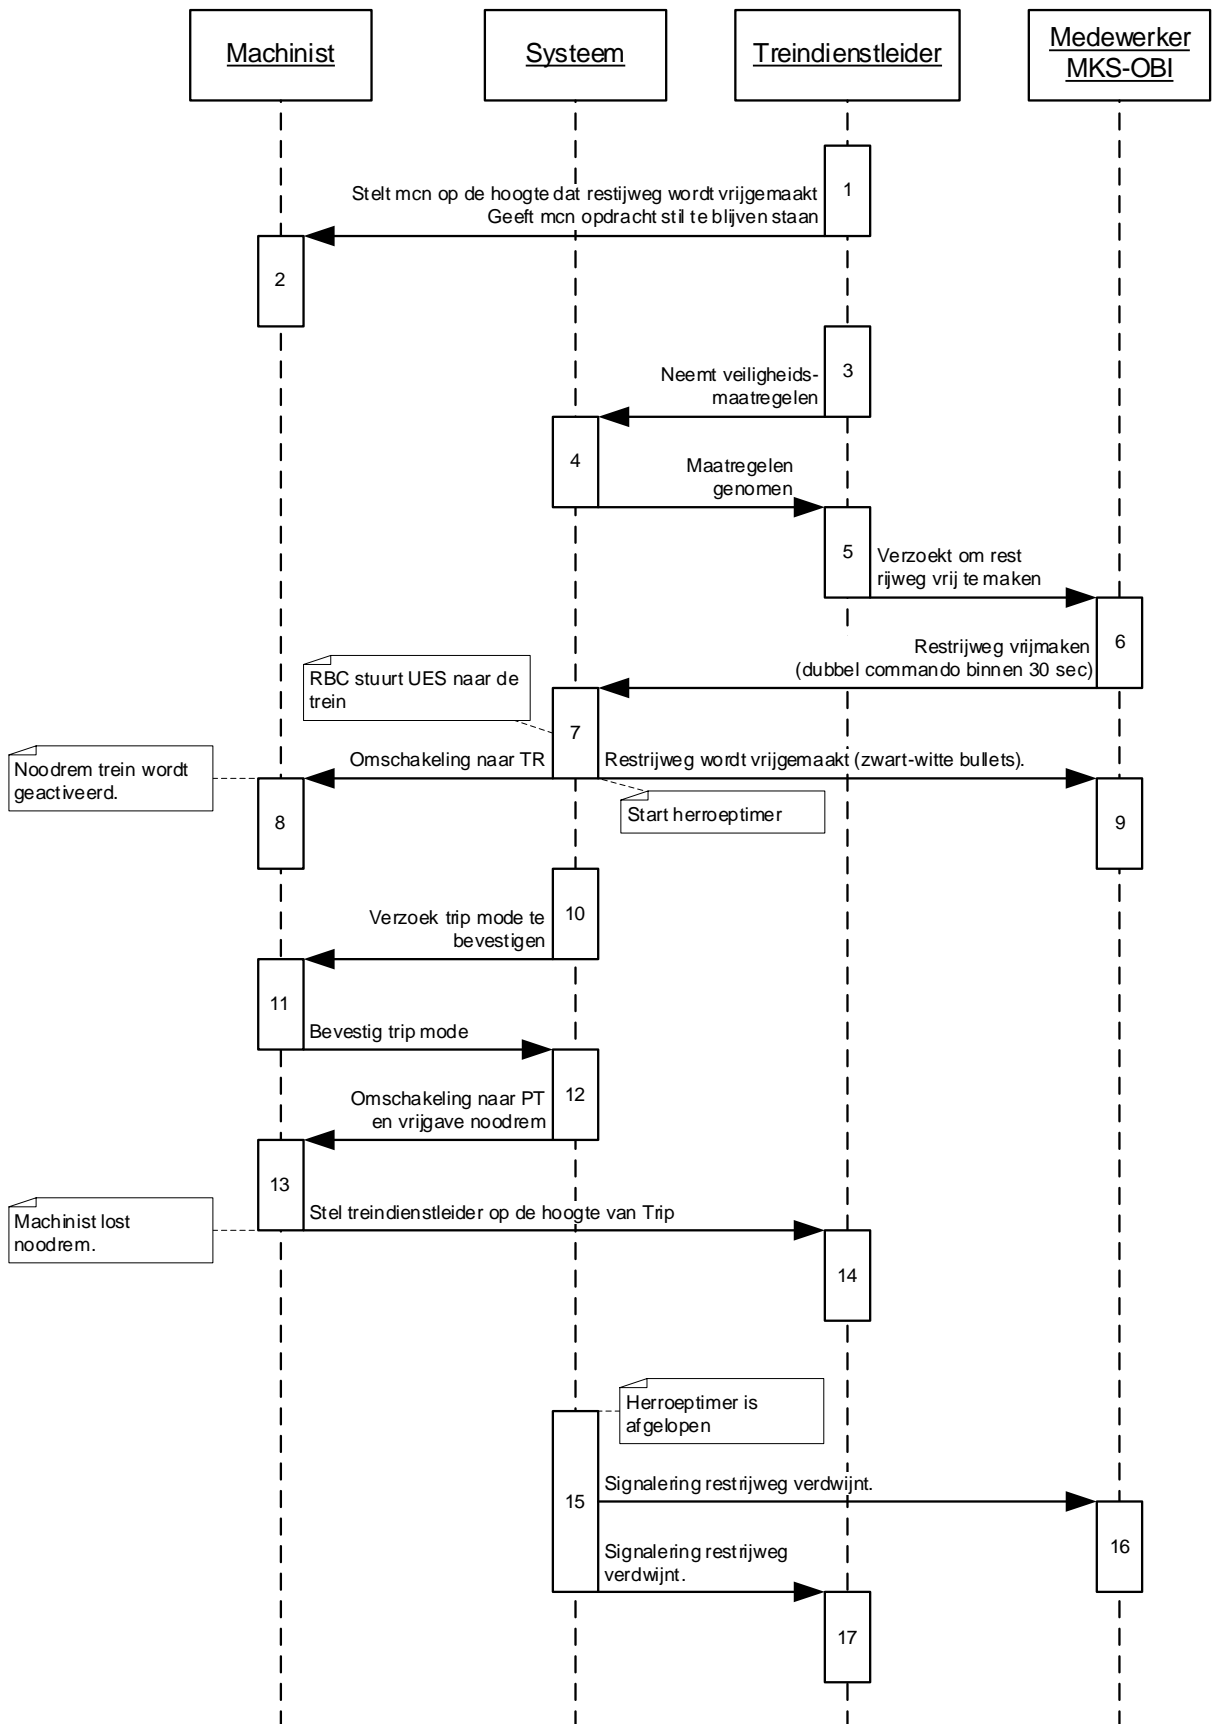 Machinist
Systeem
Treindienstleider
Medewerker
MKS-OBI
1
Stelt mcn op de hoogte dat restijweg wordt vrijgemaakt
Geeft mcn opdracht stil te blijven staan
2
3
Neemt veiligheids-
maatregelen
4
Maatregelen
genomen
5
Verzoekt om rest
rijweg vrij te maken
6
Restrijweg vrijmaken
(dubbel commando binnen 30 sec)
RBC stuurt UES naar de
trein
7
Omschakeling naar TR
Restrijweg wordt vrijgemaakt (zwart-witte bullets).
Noodrem trein wordt
geactiveerd.
Start herroeptimer
8
9
10
Verzoek trip mode te
bevestigen
11
Bevestig trip mode
12
Omschakeling naar PT
en vrijgave noodrem
13
Machinist lost
noodrem.
Stel treindienstleider op de hoogte van Trip
14
Herroeptimer is
afgelopen
Signalering restrijweg verdwijnt.
15
16
Signalering restrijweg
verdwijnt.
17